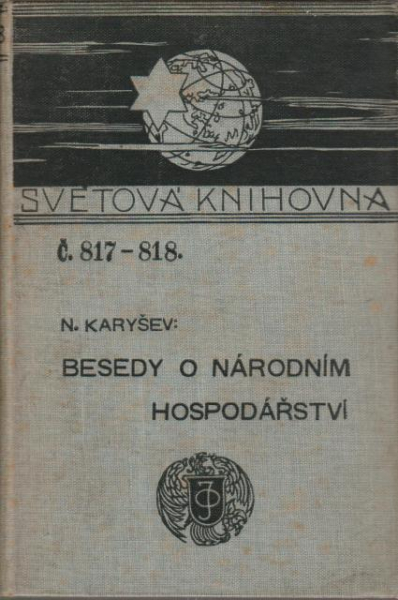 SVĚTOVÁ KNIHOVNA
Č. 817-818.
N. KARYŠEV:
BESEDY O NÁRODNÍM
HOSPODÁŘSTVÍ